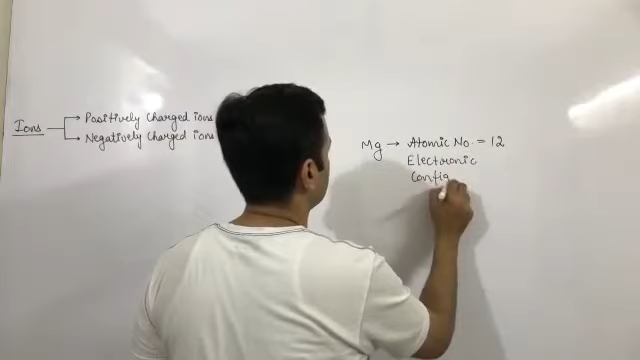 Ions → Positively charged ions
→ Negatively charged ions
Mg → Atomic No. = 12
Electronic
Config